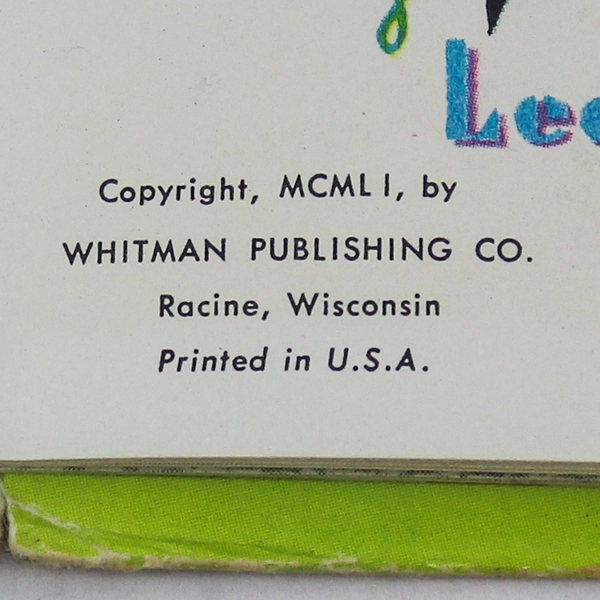 Copyright, MCML I, by
WHITMAN PUBLISHING CO.
Racine, Wisconsin
Printed in U.S.A.